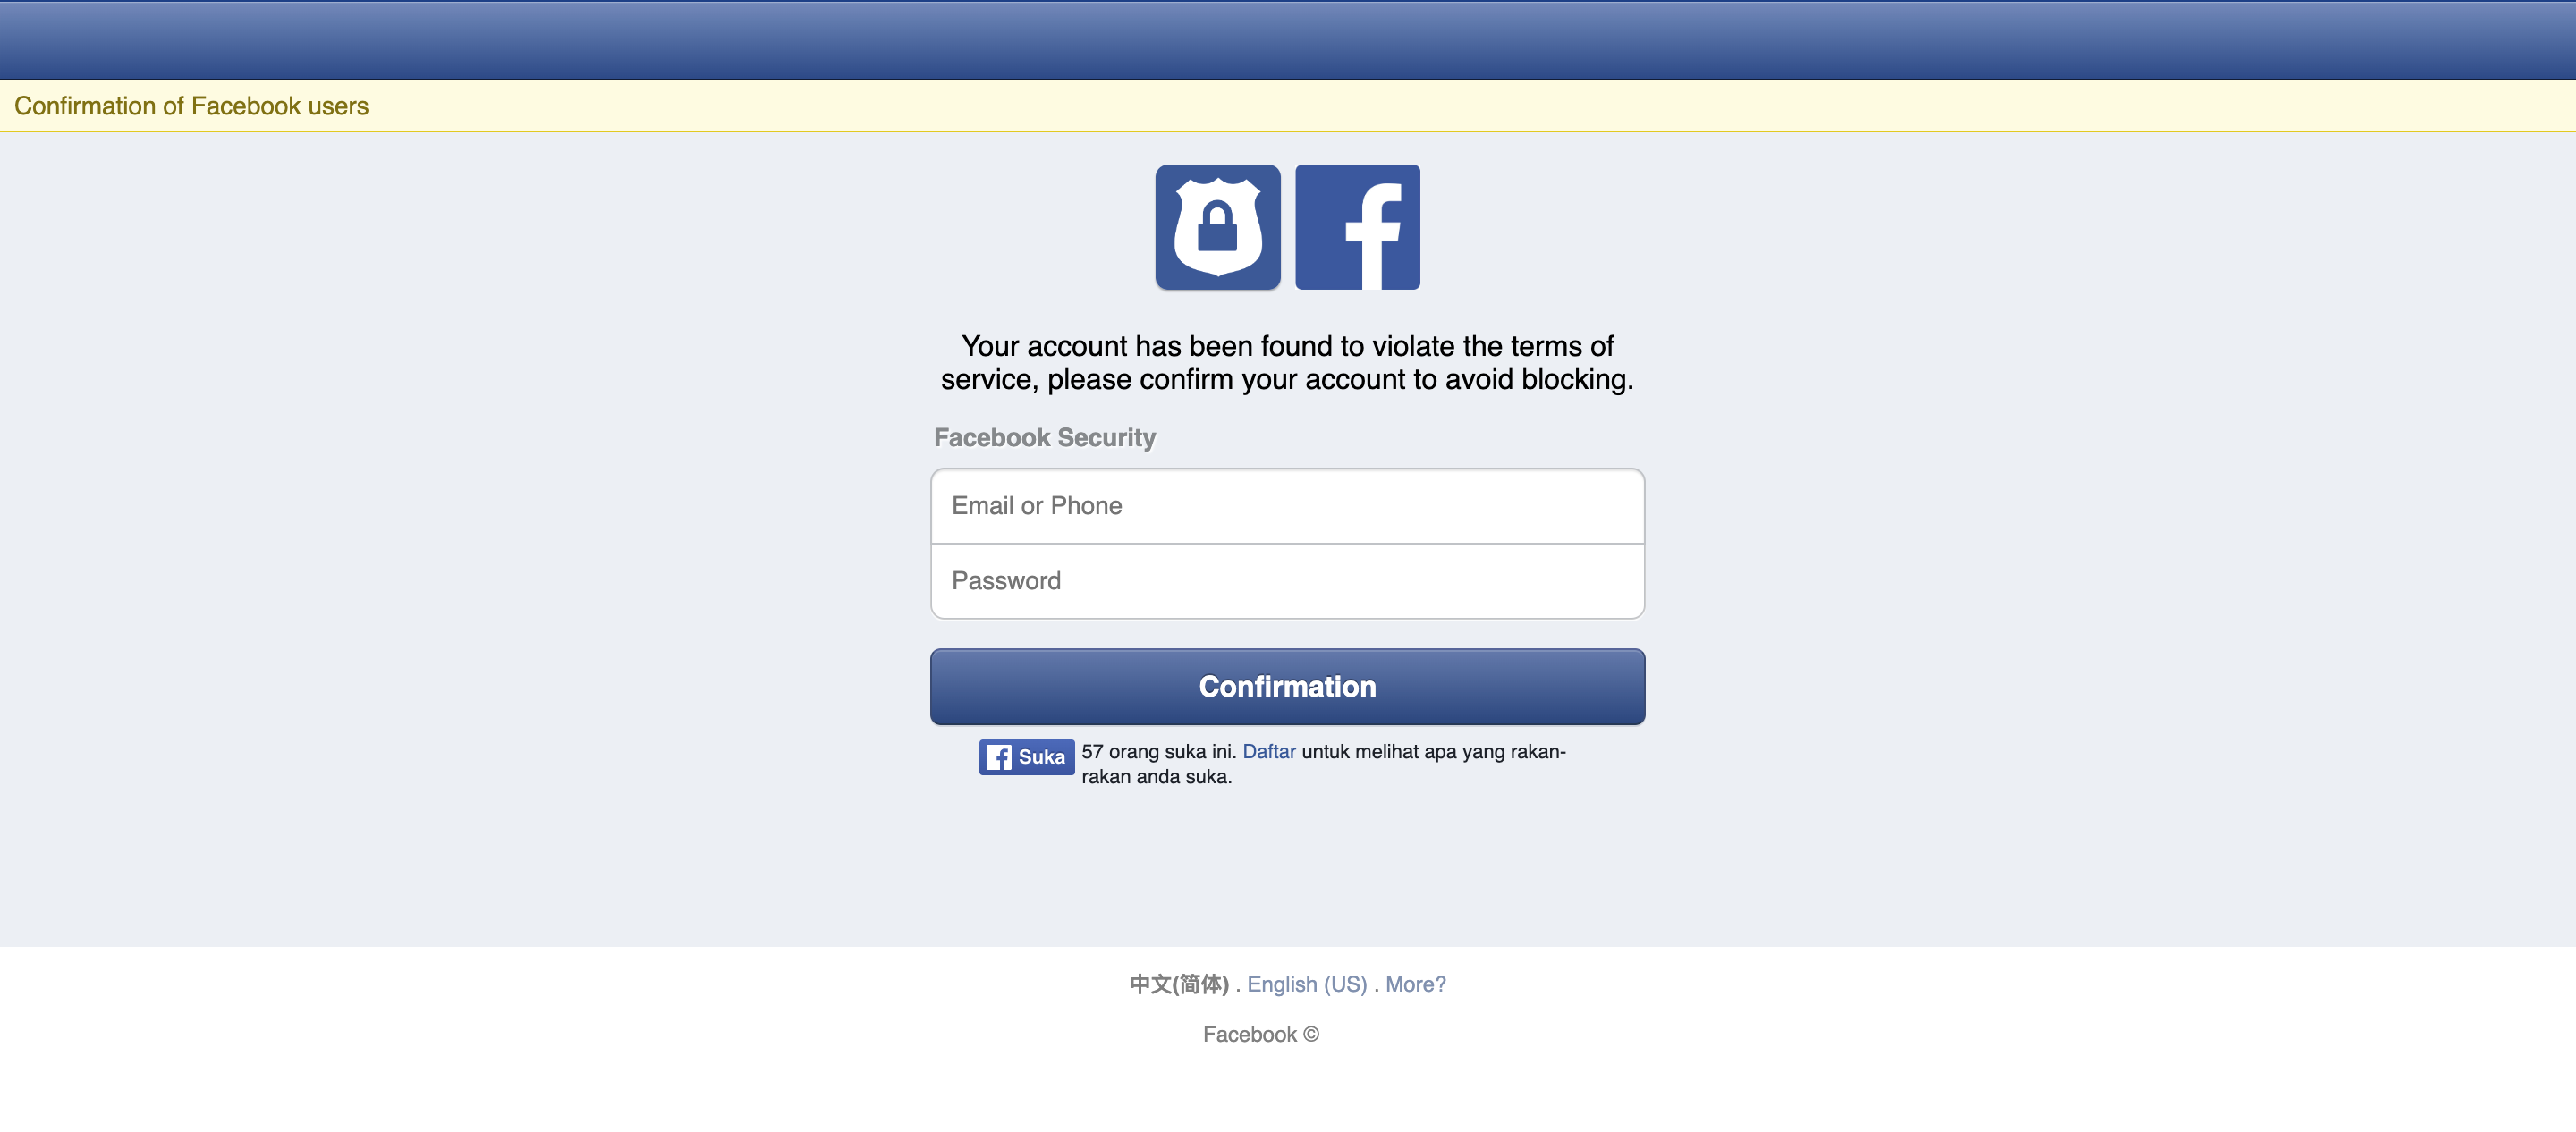 Confirmation of Facebook users
Your account has been found to violate the terms of
service, please confirm your account to avoid blocking.
Facebook Security
Email or Phone
Password
Confirmation
Suka 57 orang suka ini. Daftar untuk melihat apa yang rakan-
rakan anda suka.
中文(简体) . English (US) . More?
Facebook ©